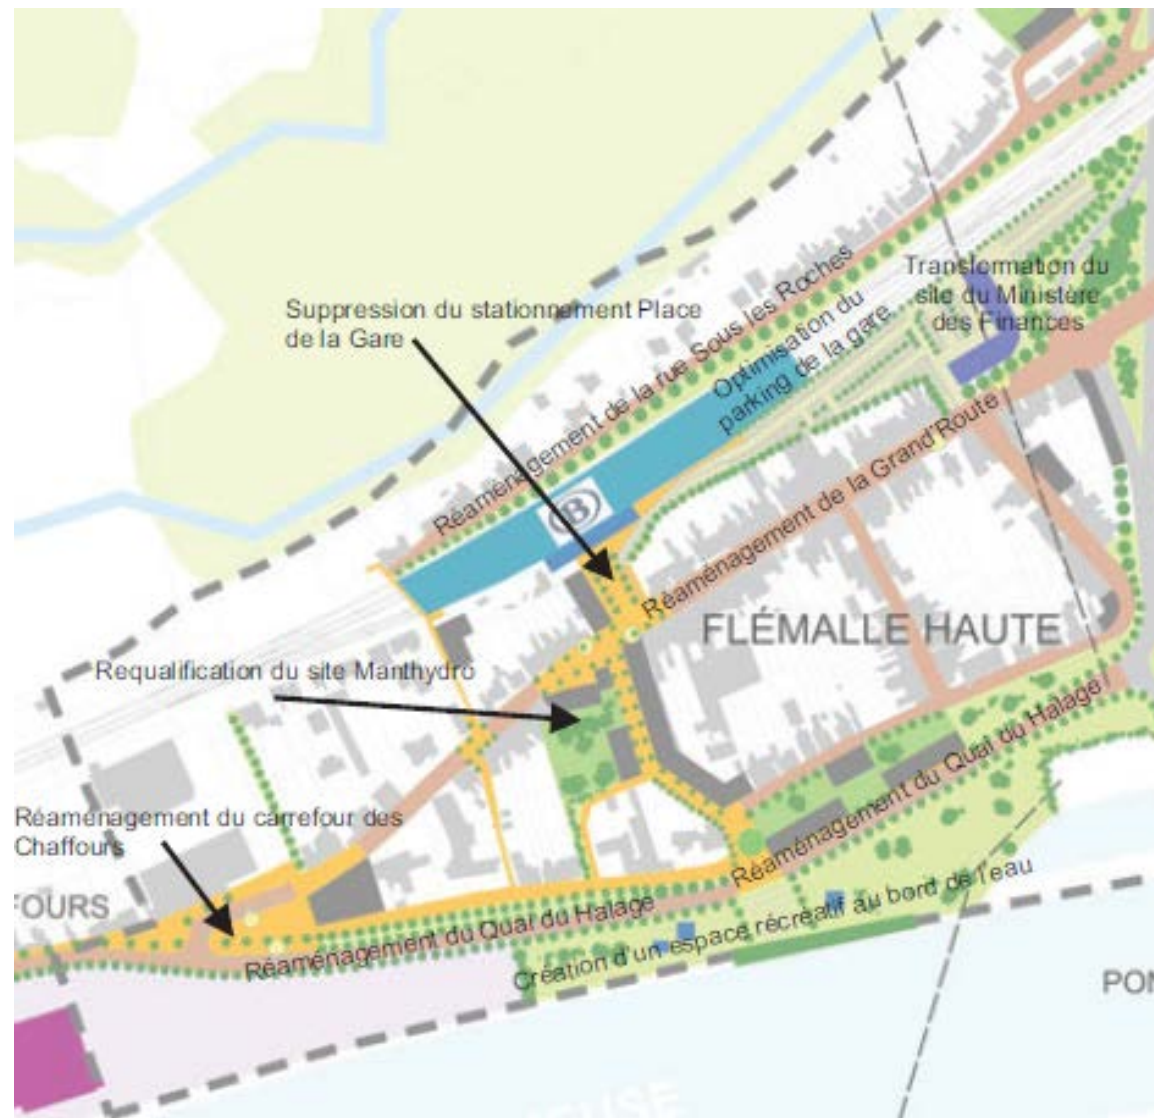 Suppression du stationnement Place
de la Gare
Réaménagement de la rue Sous les Roches
Optimisation du
parking de la gare
Transformation du
site du Ministère
des Finances
B
Réaménagement de la Grand'Route
FLÉMALLE HAUTE
Requalification du site Manthydro
Réaménagement du Quai du Halage
Réaménagement du carrefour des
Chaffours
FOURS
Réaménagement du Quai du Halage
Création d'un espace récréatif au bord de l'eau
PON
MEUSE